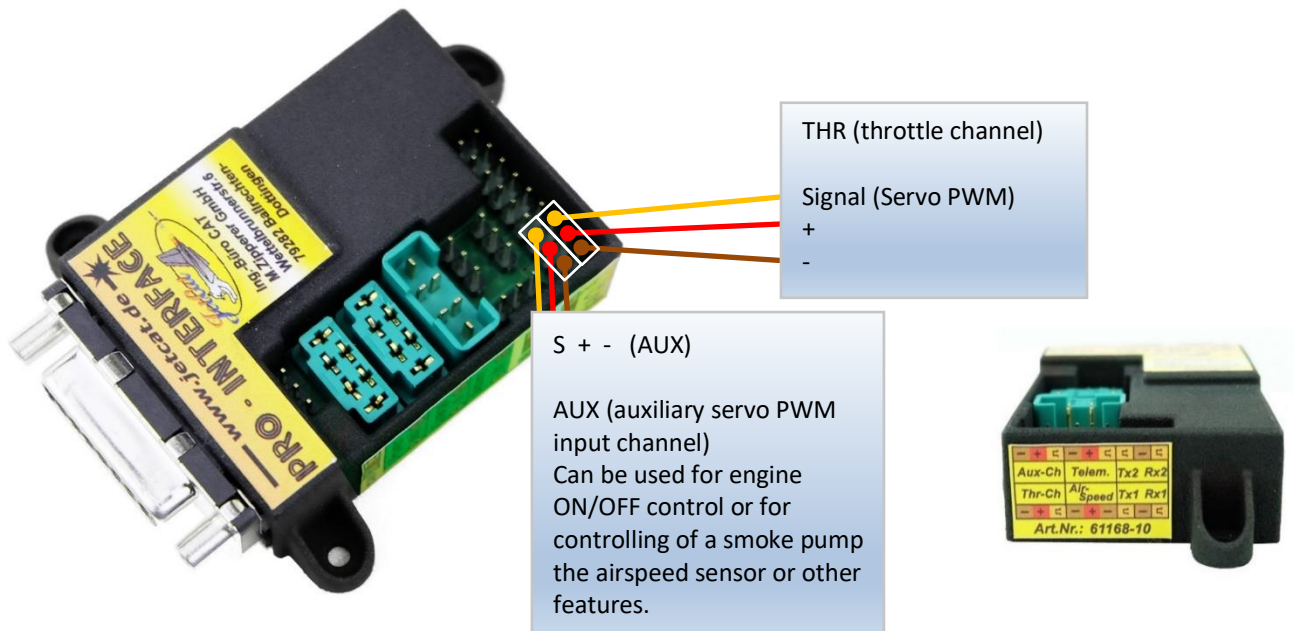 THR (throttle channel)
Signal (Servo PWM)
+
-
S + - (AUX)
AUX (auxiliary servo PWM
input channel)
Can be used for engine
ON/OFF control or for
controlling of a smoke pump
the airspeed sensor or other
features.
Ing.-Büro CAT
M.Zipperer GmbH
Wettelbrunnerstr.6
79282 Ballrechten-
Dottingen
JetCat
www.jetcat.de
PRO - INTERFACE
- + ⎍ - + ⎍ ⎍ - ⎍
Aux-Ch Telem. Tx2 Rx2
Thr-Ch Air-Speed Tx1 Rx1
- + ⎍ - + - ⎍ - ⎍
Art.Nr.: 61168-10